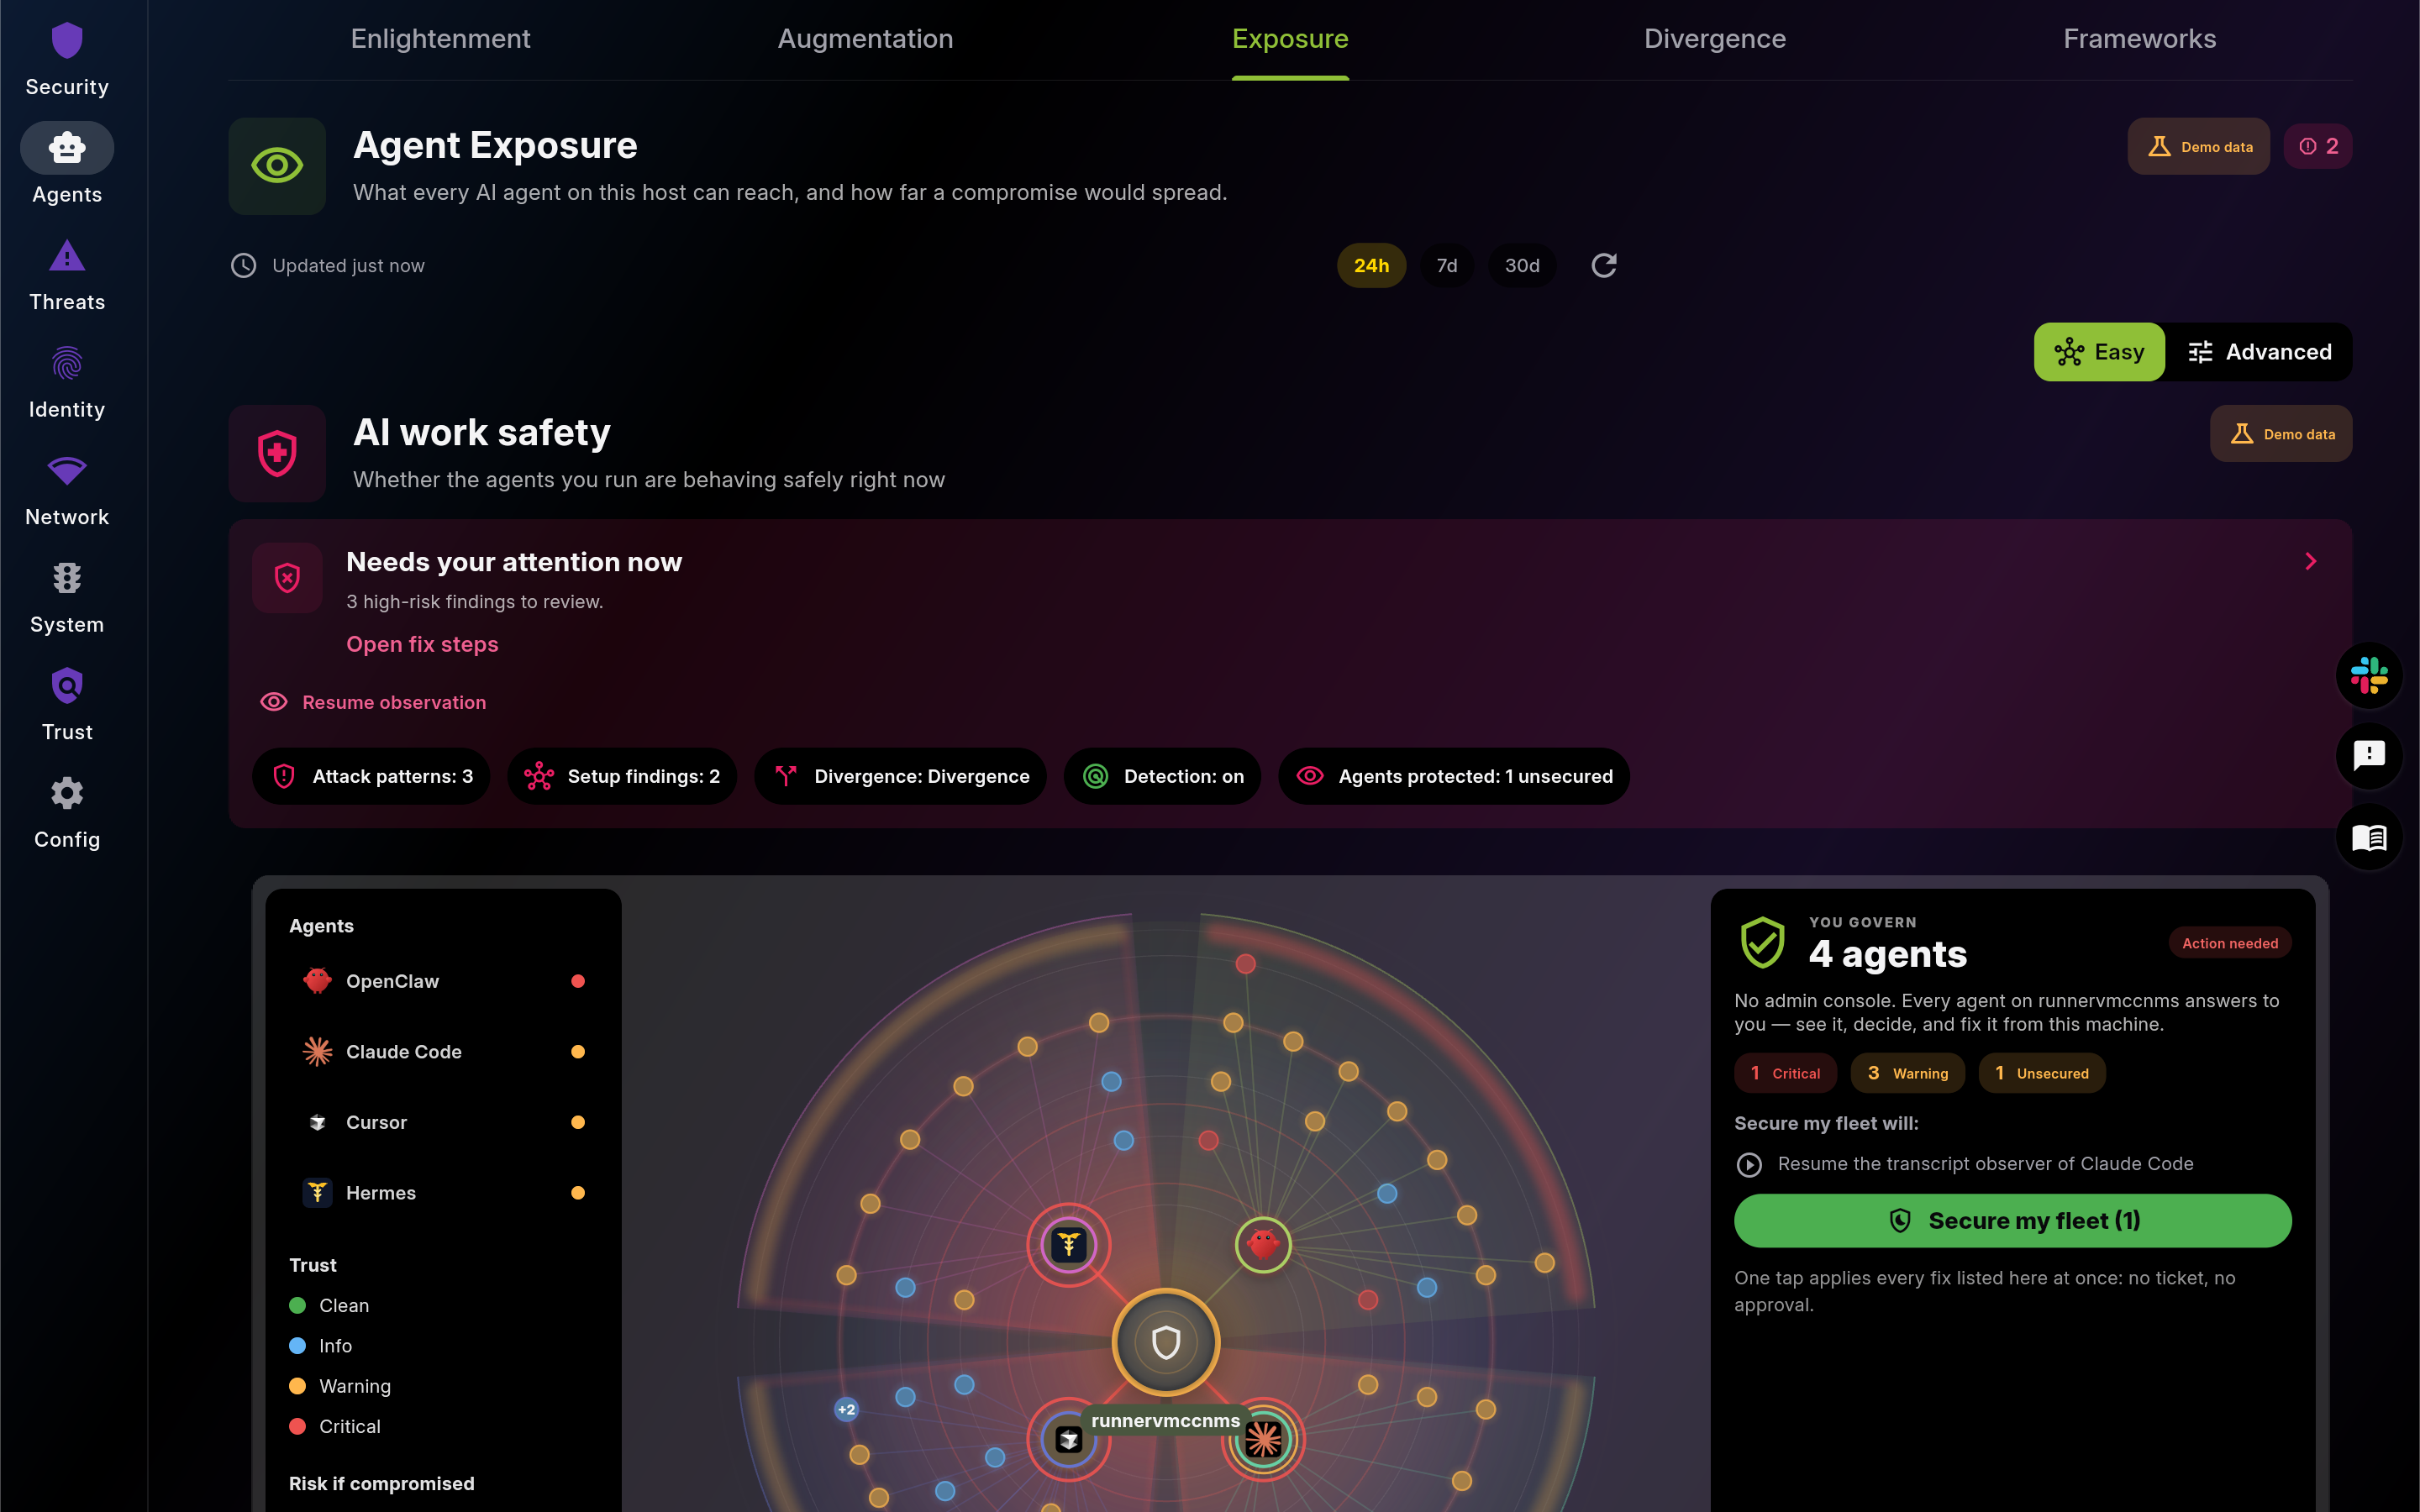 Security
Agents
Threats
Identity
Network
System
Trust
Config
Enlightenment
Augmentation
Exposure
Divergence
Frameworks
Agent Exposure
What every AI agent on this host can reach, and how far a compromise would spread.
Demo data
2
Updated just now
24h
7d
30d
Easy
Advanced
AI work safety
Whether the agents you run are behaving safely right now
Demo data
Needs your attention now
3 high-risk findings to review.
Open fix steps
Resume observation
Attack patterns: 3
Setup findings: 2
Divergence: Divergence
Detection: on
Agents protected: 1 unsecured
Agents
OpenClaw
Claude Code
Cursor
Hermes
Trust
Clean
Info
Warning
Critical
Risk if compromised
+2
runnervmccnms
YOU GOVERN
4 agents
Action needed
No admin console. Every agent on runnervmccnms answers to
you — see it, decide, and fix it from this machine.
1 Critical
3 Warning
1 Unsecured
Secure my fleet will:
Resume the transcript observer of Claude Code
Secure my fleet (1)
One tap applies every fix listed here at once: no ticket, no
approval.